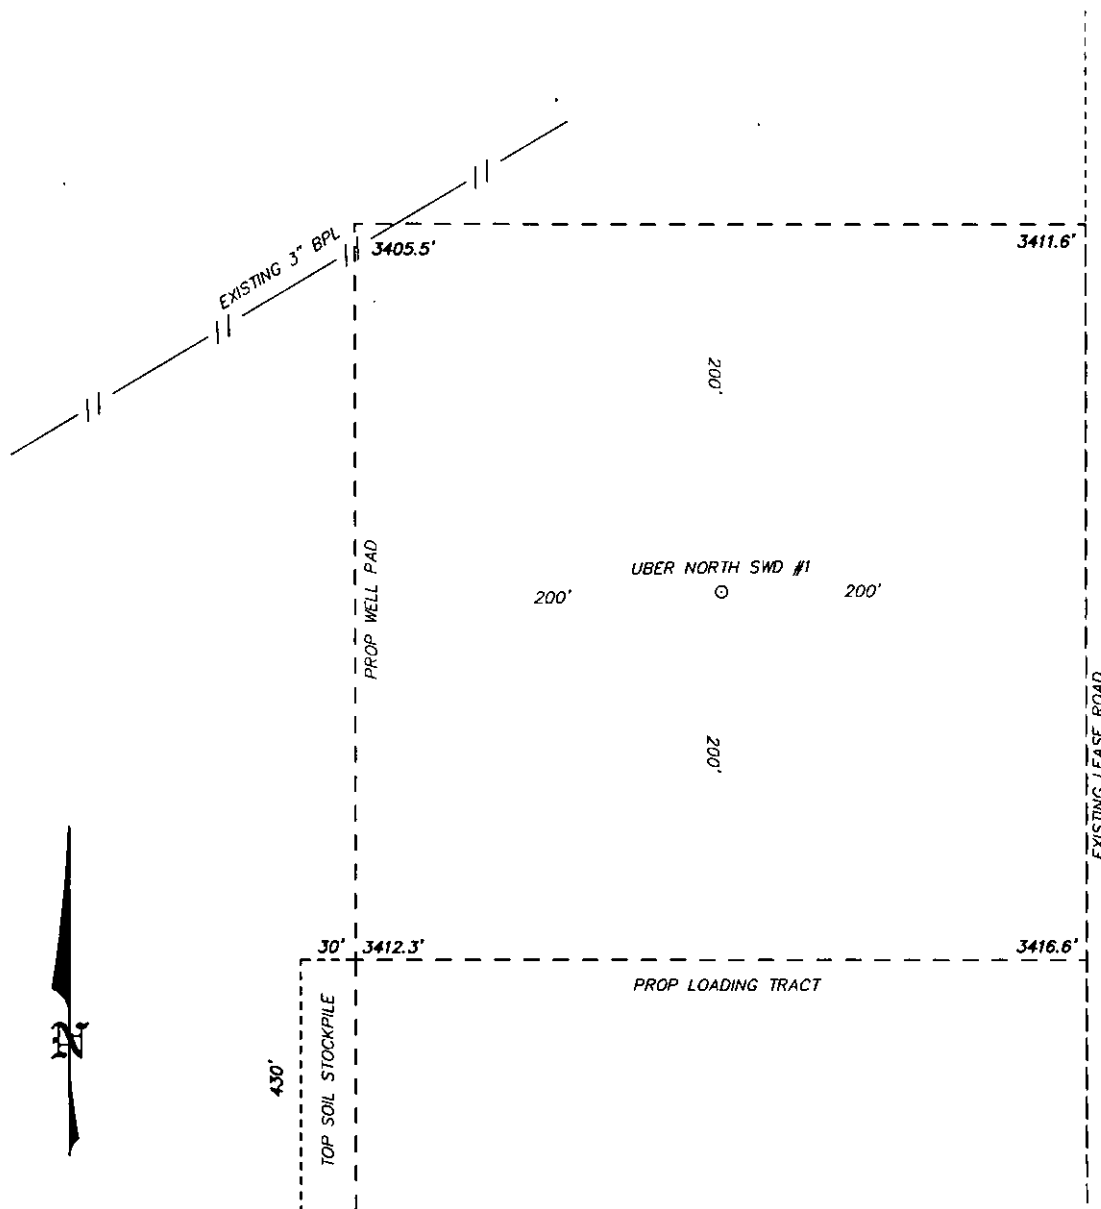 EXISTING 3" BPL
3405.5'
3411.6'
200'
UBER NORTH SWD #1
200'
200'
PROP WELL PAD
200'
EXISTING LEASE ROAD
30'
3412.3'
3416.6'
PROP LOADING TRACT
TOP SOIL STOCKPILE
430'
N